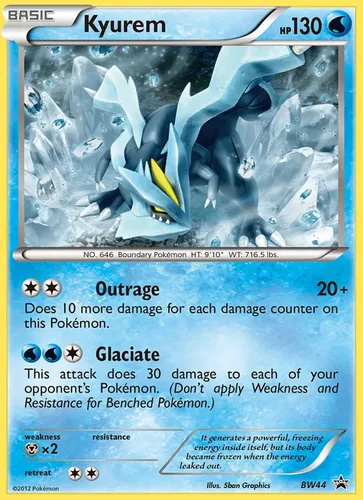 BASIC
Kyurem
HP 130
NO. 646 Boundary Pokémon HT: 9'10" WT: 716.5 lbs.
Outrage 20+
Does 10 more damage for each damage counter on
this Pokémon.
Glaciate
This attack does 30 damage to each of your
opponent's Pokémon. (Don't apply Weakness and
Resistance for Benched Pokémon.)
weakness
×2
resistance
retreat
It generates a powerful, freezing
energy inside itself, but its body
became frozen when the energy
leaked out.
©2012 Pokémon
Illus. 5ban Graphics
BW44
PROMO